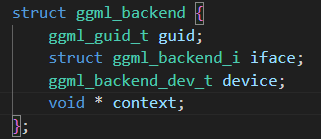 struct ggml_backend {
    ggml_guid_t guid;
    struct ggml_backend_i iface;
    ggml_backend_dev_t device;
    void * context;
};